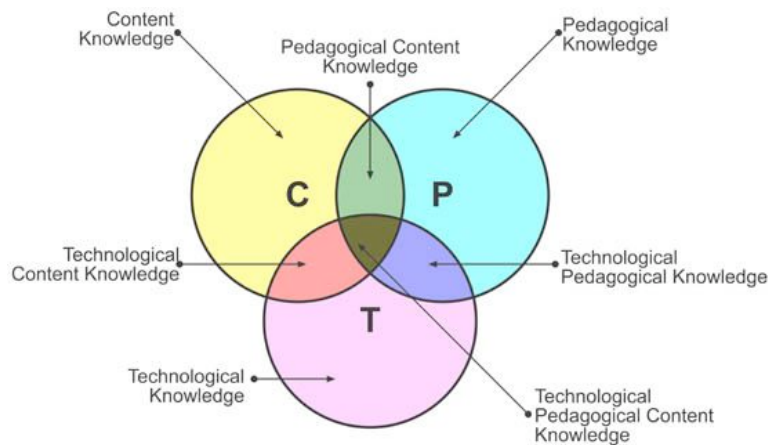 Content
Knowledge
Pedagogical Content
Knowledge
Pedagogical
Knowledge
C
P
Technological
Content Knowledge
Technological
Pedagogical Knowledge
T
Technological
Knowledge
Technological
Pedagogical Content
Knowledge